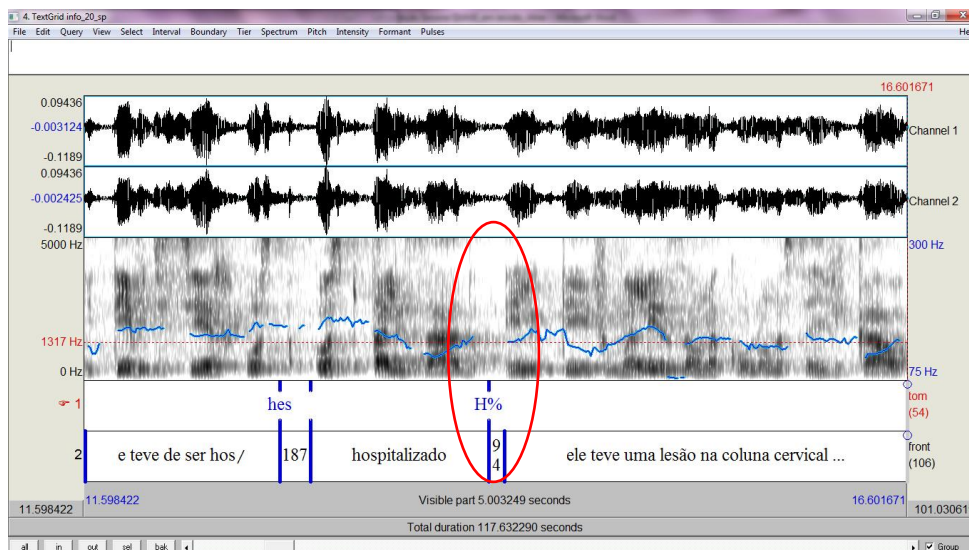 4. TextGrid info_20_sp
File Edit Query View Select Interval Boundary Tier Spectrum Pitch Intensity Formant Pulses He
16.601671
0.09436
-0.003124
-0.1189
Channel 1
0.09436
-0.002425
-0.1189
Channel 2
5000 Hz
300 Hz
1317 Hz
0 Hz
75 Hz
1
hes
H%
tom
(54)
2
e teve de ser hos/
187
hospitalizado
94
ele teve uma lesão na coluna cervical ...
front
(106)
11.598422
11.598422 Visible part 5.003249 seconds 16.601671
101.03061
Total duration 117.632290 seconds
all in out sel bak Group